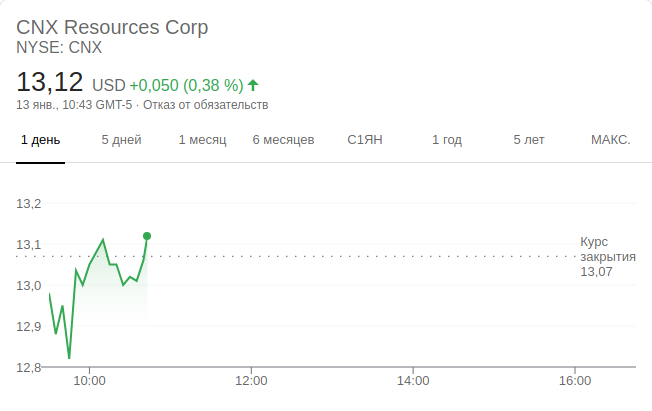 CNX Resources Corp
NYSE: CNX
13,12 USD +0,050 (0,38 %)
13 янв., 10:43 GMT-5 · Отказ от обязательств
1 день 5 дней 1 месяц 6 месяцев С1ЯН 1 год 5 лет МАКС.
13,2
13,1
13,0
12,9
12,8
Курс
закрытия
13,07
10:00 12:00 14:00 16:00